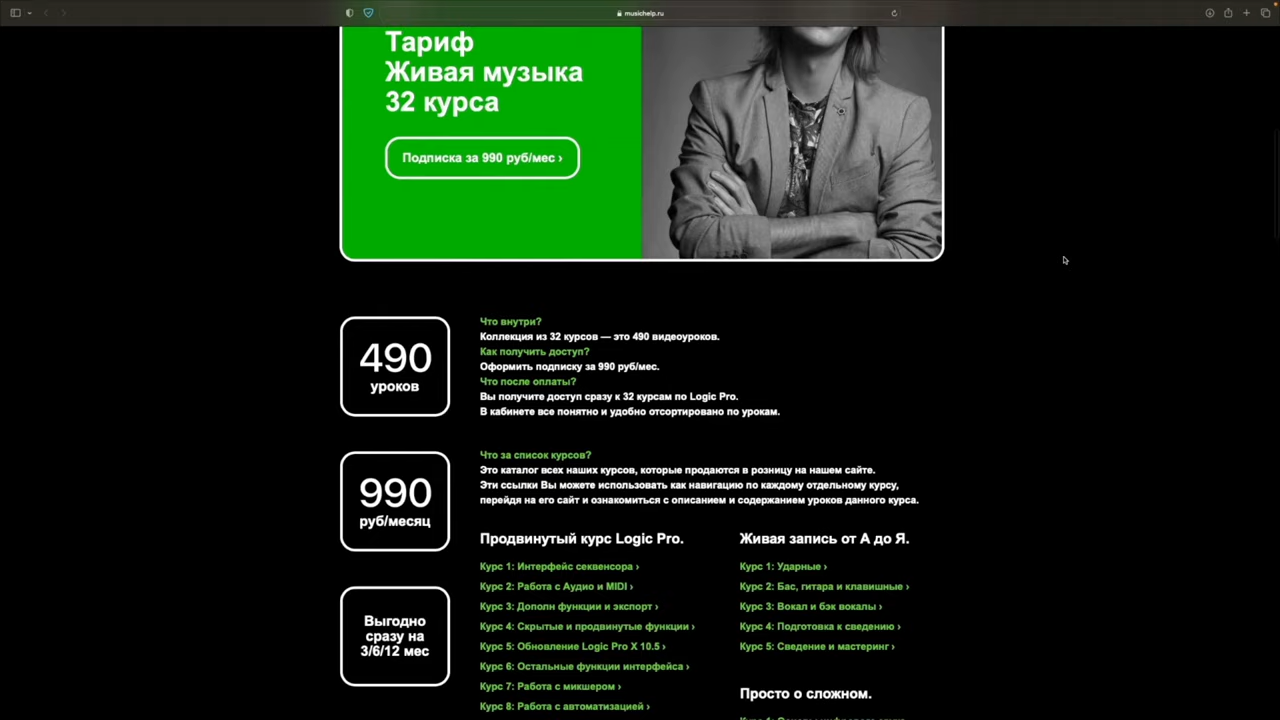 musichelp.ru
Тариф
Живая музыка
32 курса
Подписка за 990 руб/мес ›
490
уроков
Что внутри?
Коллекция из 32 курсов — это 490 видеоуроков.
Как получить доступ?
Оформить подписку за 990 руб/мес.
Что после оплаты?
Вы получите доступ сразу к 32 курсам по Logic Pro.
В кабинете все понятно и удобно отсортировано по урокам.
990
руб/месяц
Что за список курсов?
Это каталог всех наших курсов, которые продаются в розницу на нашем сайте.
Эти ссылки Вы можете использовать как навигацию по каждому отдельному курсу,
перейдя на его сайт и ознакомиться с описанием и содержанием уроков данного курса.
Выгодно
сразу на
3/6/12 мес
Продвинутый курс Logic Pro.
Курс 1: Интерфейс секвенсора ›
Курс 2: Работа с Аудио и MIDI ›
Курс 3: Дополн функции и экспорт ›
Курс 4: Скрытые и продвинутые функции ›
Курс 5: Обновление Logic Pro X 10.5 ›
Курс 6: Остальные функции интерфейса ›
Курс 7: Работа с микшером ›
Курс 8: Работа с автоматизацией ›
Живая запись от А до Я.
Курс 1: Ударные ›
Курс 2: Бас, гитара и клавишные ›
Курс 3: Вокал и бэк вокалы ›
Курс 4: Подготовка к сведению ›
Курс 5: Сведение и мастеринг ›
Просто о сложном.